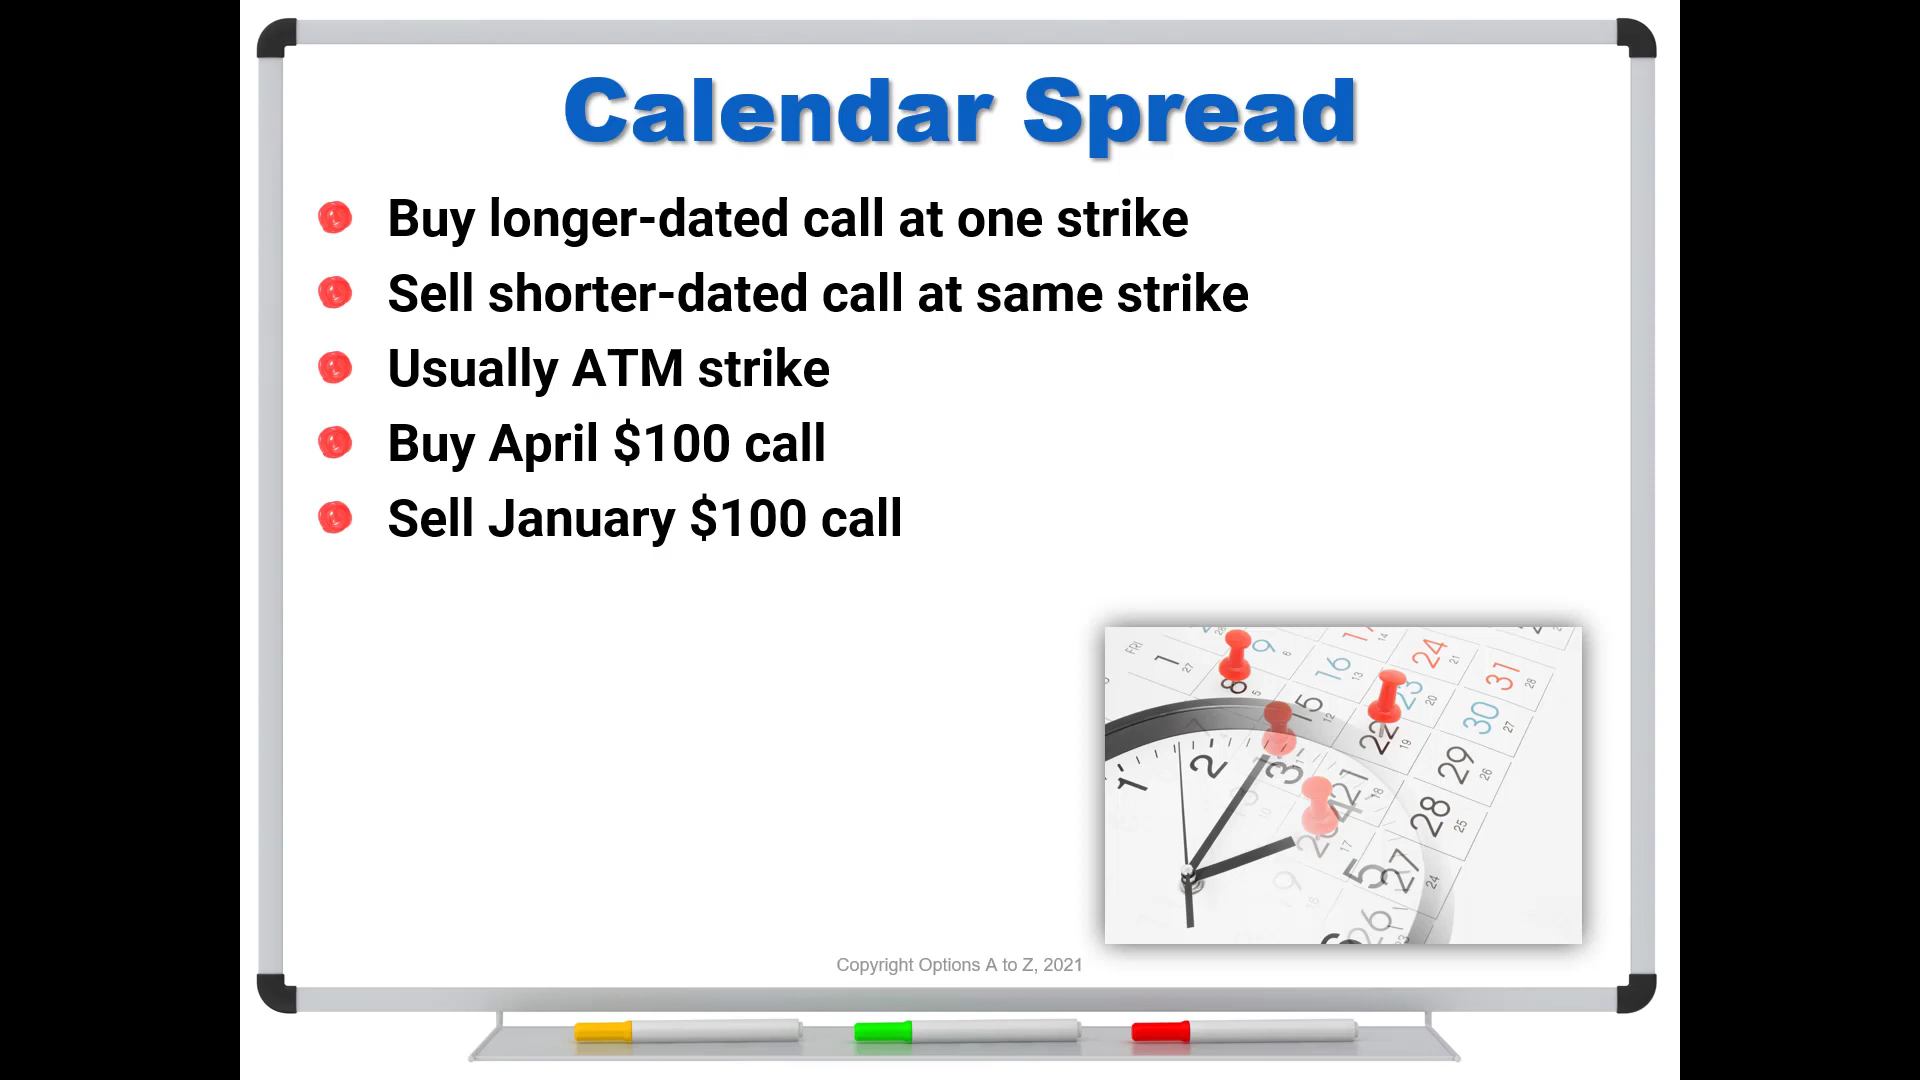 Calendar Spread
Buy longer-dated call at one strike
Sell shorter-dated call at same strike
Usually ATM strike
Buy April $100 call
Sell January $100 call
Copyright Options A to Z, 2021